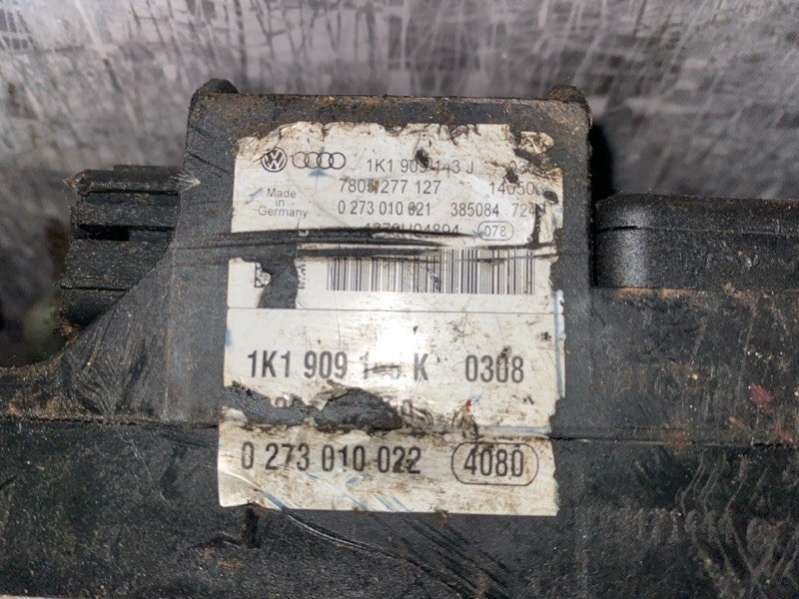 1K1 909 143 J
7805277 127
Made in Germany
0 273 010 021 385084
078
1K1 909 K 0308
0 273 010 022 4080